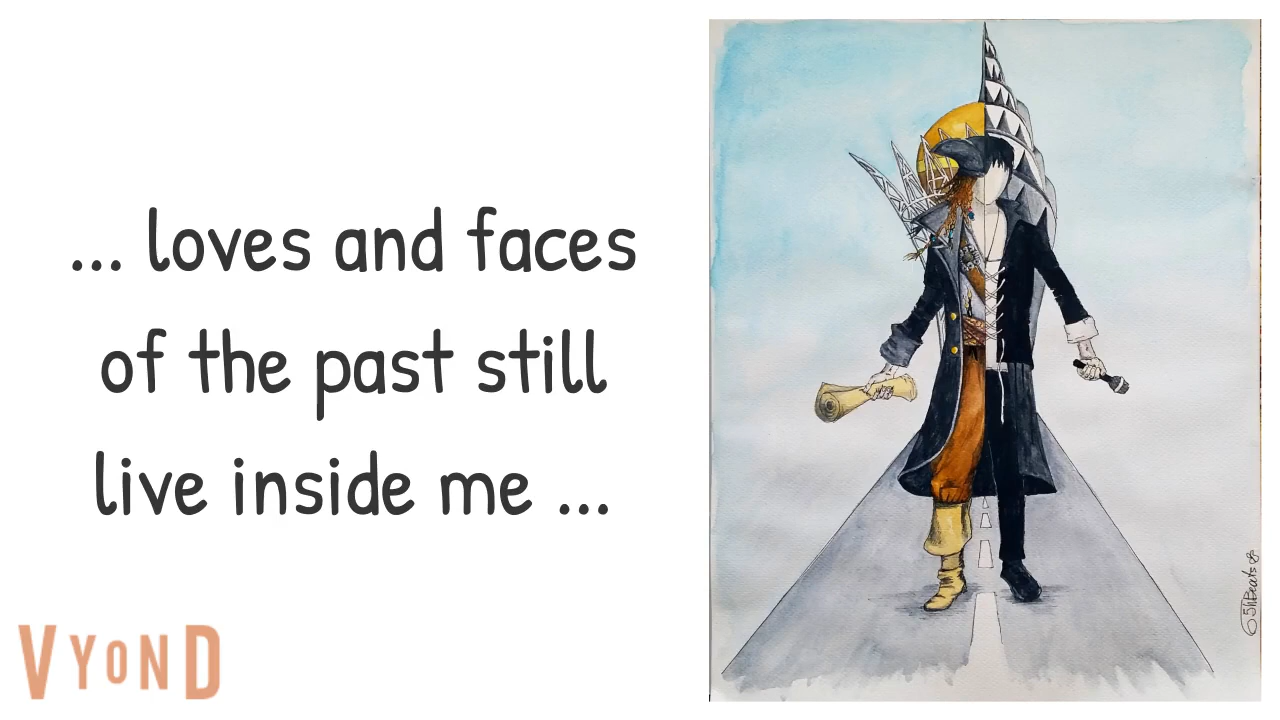 ... loves and faces
of the past still
live inside me ...
VYOND